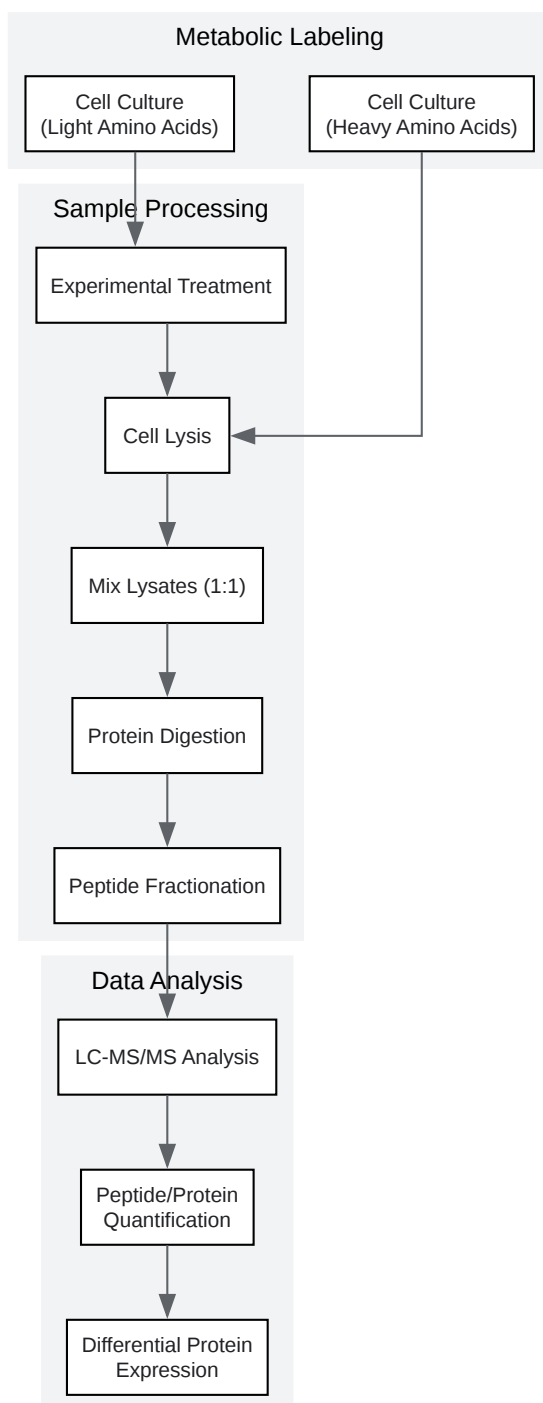 Metabolic Labeling
Cell Culture
(Light Amino Acids)
Cell Culture
(Heavy Amino Acids)
Sample Processing
Experimental Treatment
Cell Lysis
Mix Lysates (1:1)
Protein Digestion
Peptide Fractionation
Data Analysis
LC-MS/MS Analysis
Peptide/Protein
Quantification
Differential Protein
Expression